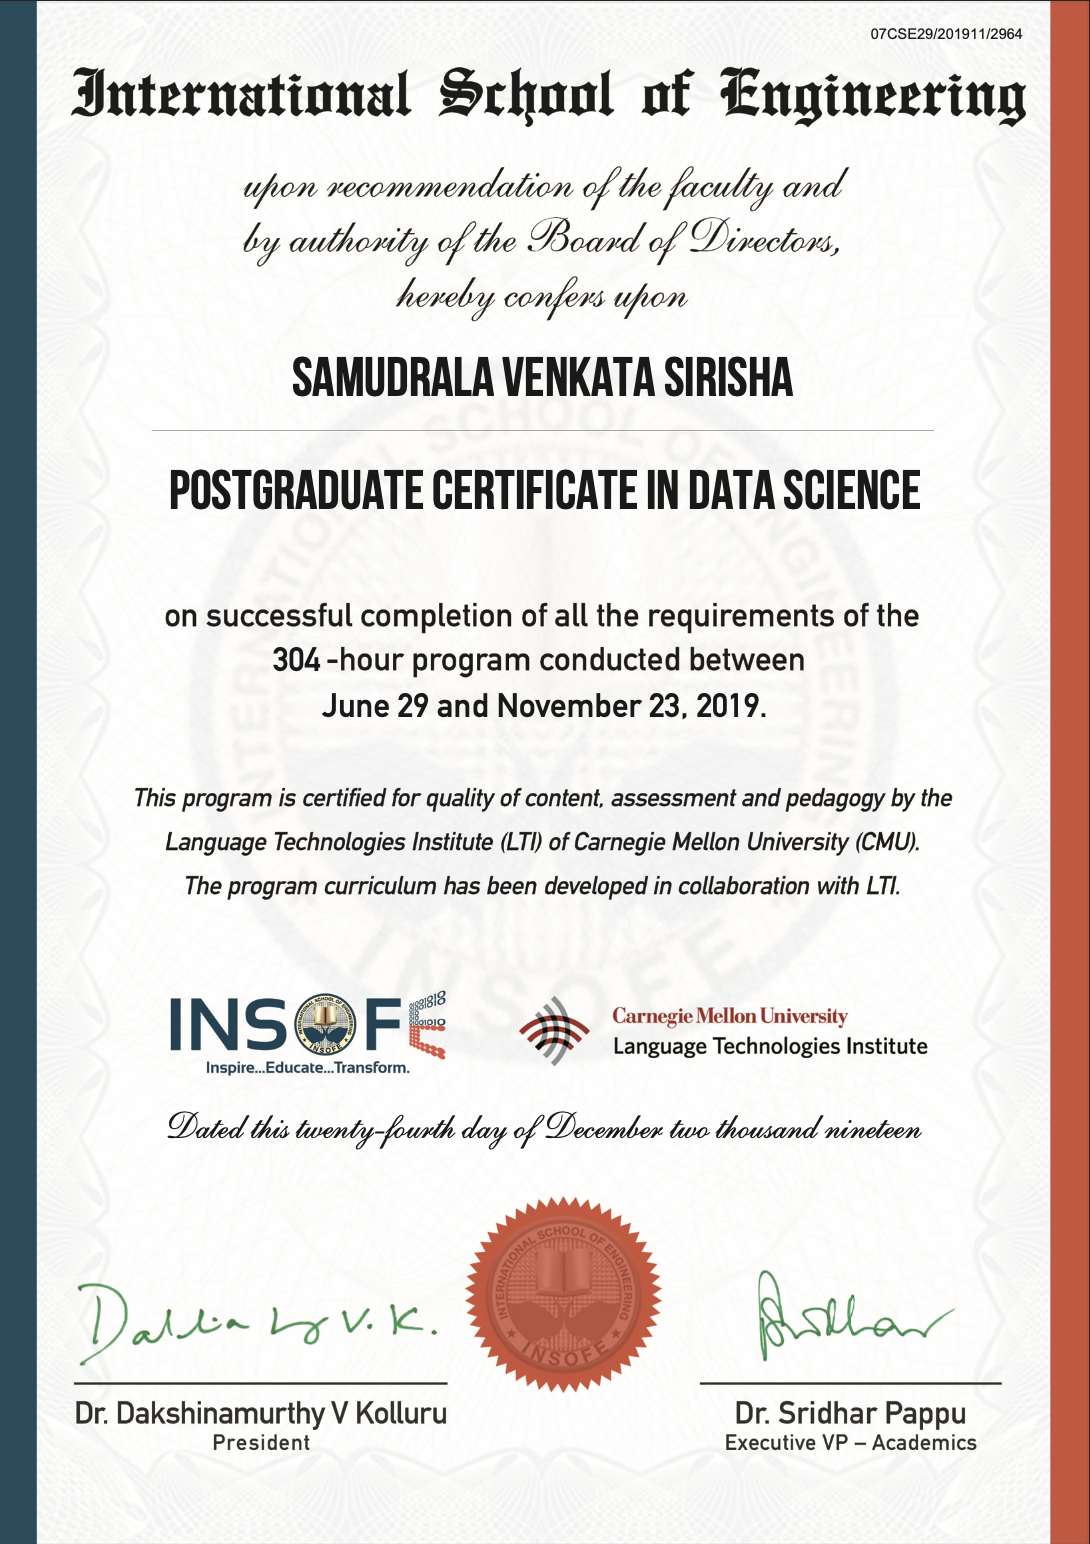 07CSE29/201911/2964
International School of Engineering
upon recommendation of the faculty and
by authority of the Board of Directors,
hereby confers upon
SAMUDRALA VENKATA SIRISHA
POSTGRADUATE CERTIFICATE IN DATA SCIENCE
on successful completion of all the requirements of the
304 -hour program conducted between
June 29 and November 23, 2019.
This program is certified for quality of content, assessment and pedagogy by the
Language Technologies Institute (LTI) of Carnegie Mellon University (CMU).
The program curriculum has been developed in collaboration with LTI.
INSOFE
Inspire...Educate...Transform.
Carnegie Mellon University
Language Technologies Institute
Dated this twenty-fourth day of December two thousand nineteen
INTERNATIONAL SCHOOL OF ENGINEERING
INSOFE
Dr. Dakshinamurthy V Kolluru
President
Dr. Sridhar Pappu
Executive VP – Academics